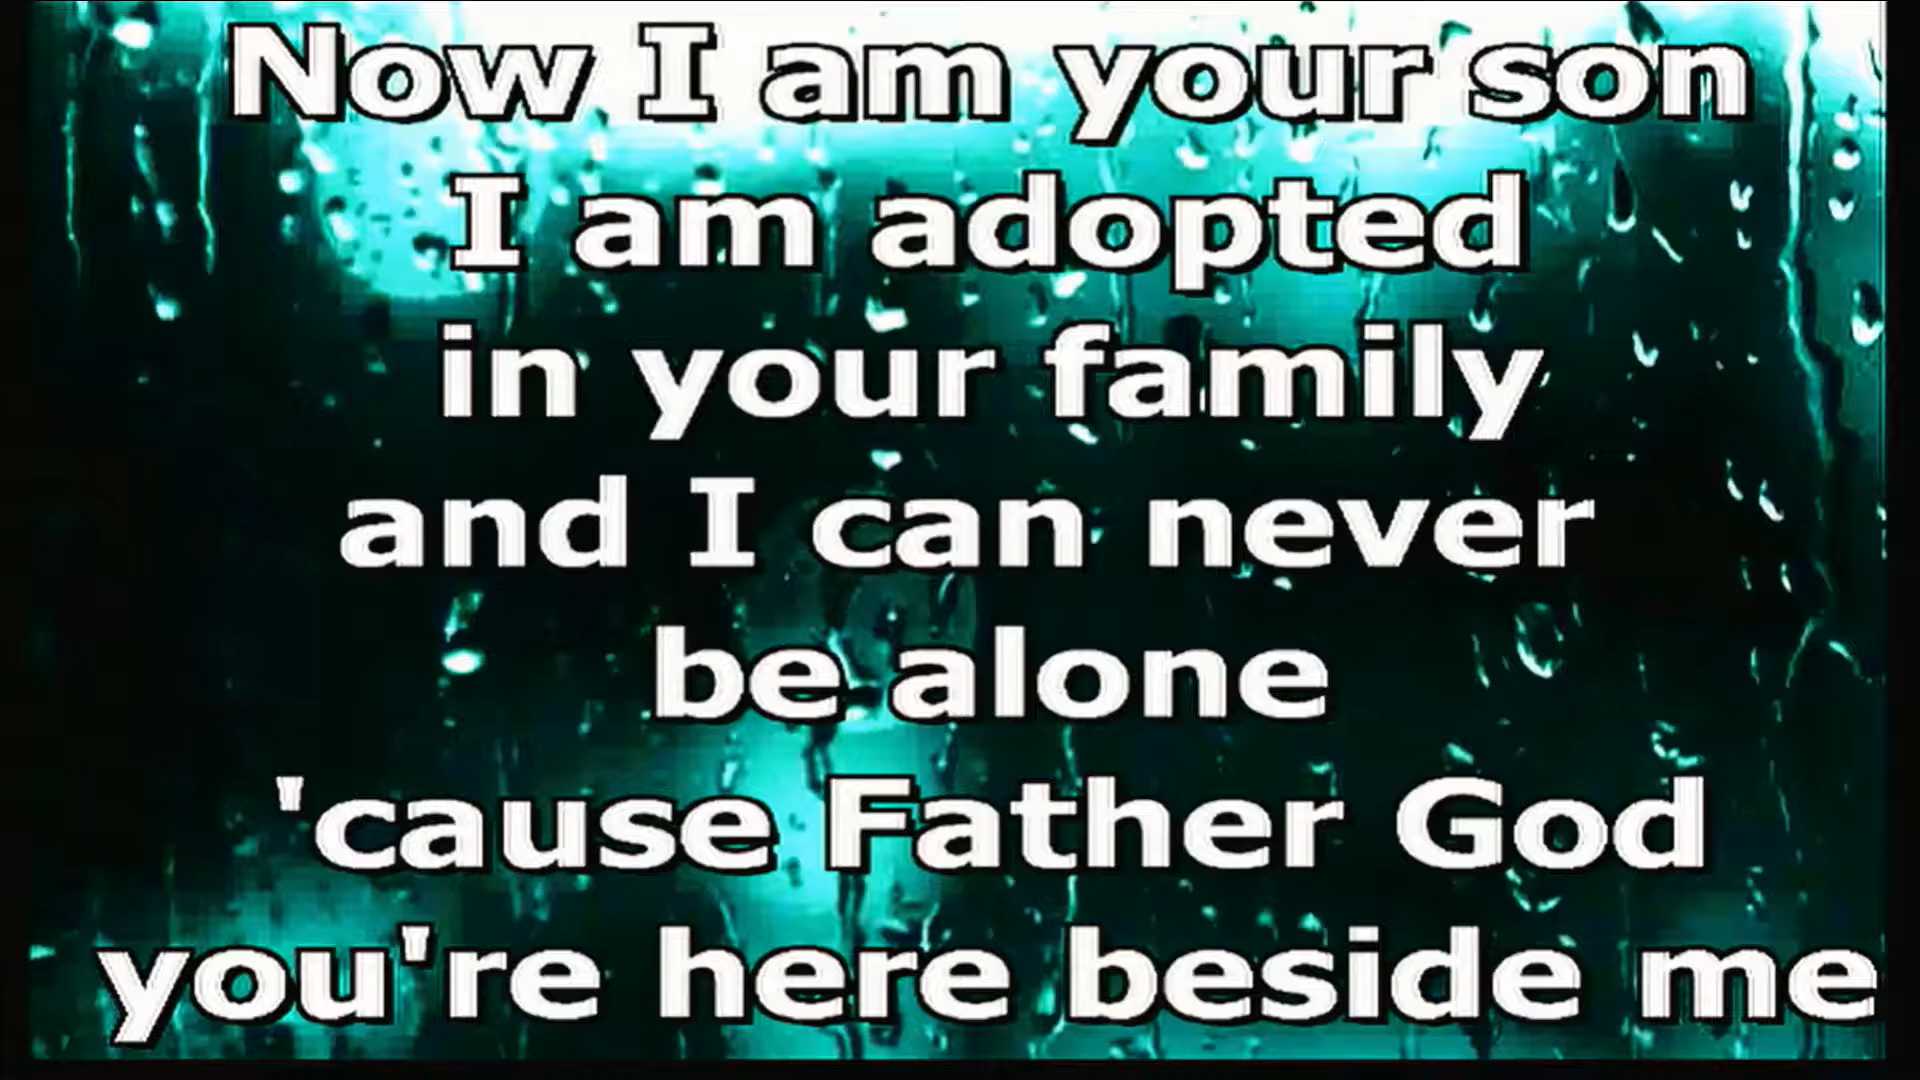 Now I am your son
I am adopted
in your family
and I can never
be alone
'cause Father God
you're here beside me